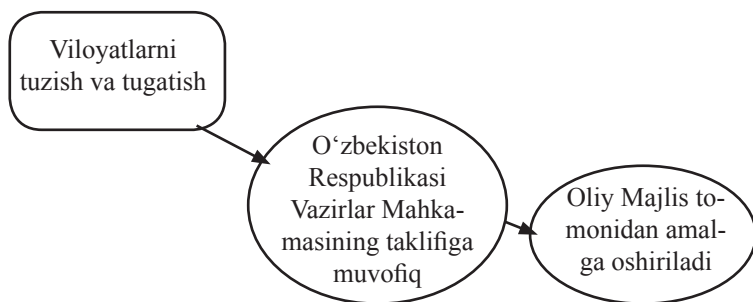 Viloyatlarni
tuzish va tugatish
O‘zbekiston
Respublikasi
Vazirlar Mahka-
masining taklifiga
muvofiq
Oliy Majlis to-
monidan amal-
ga oshiriladi